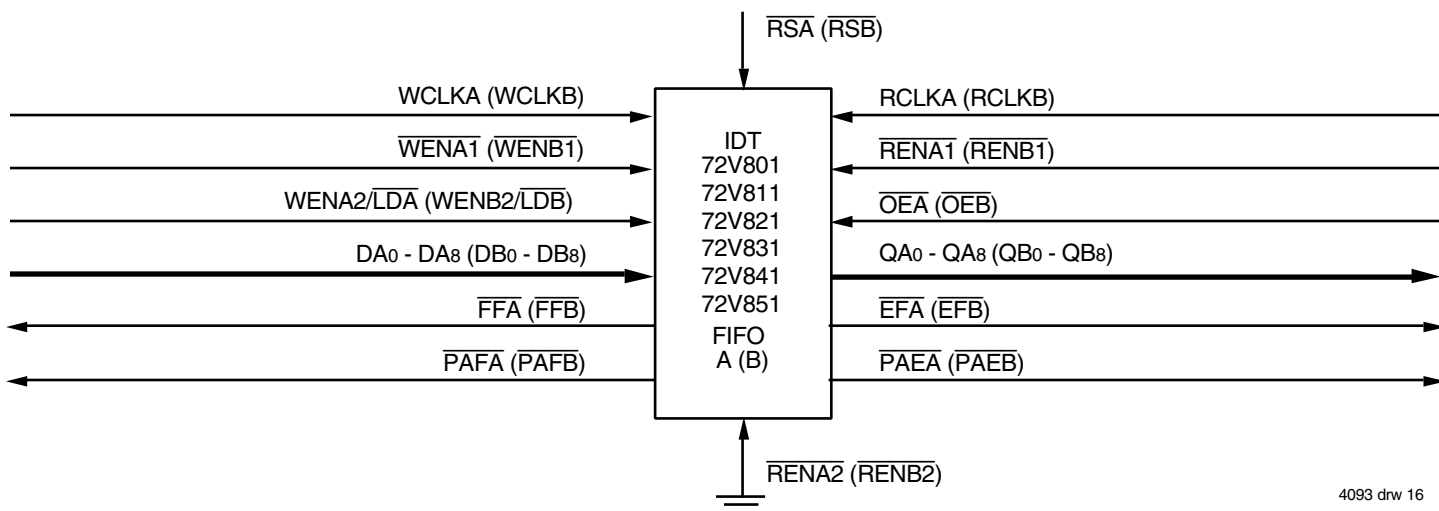 RSA (RSB)
WCLKA (WCLKB)
WENA1 (WENB1)
WENA2/LDA (WENB2/LDB)
DA0 - DA8 (DB0 - DB8)
FFA (FFB)
PAFA (PAFB)
IDT
72V801
72V811
72V821
72V831
72V841
72V851
FIFO
A (B)
RCLKA (RCLKB)
RENA1 (RENB1)
OEA (OEB)
QA0 - QA8 (QB0 - QB8)
EFA (EFB)
PAEA (PAEB)
RENA2 (RENB2)
4093 drw 16